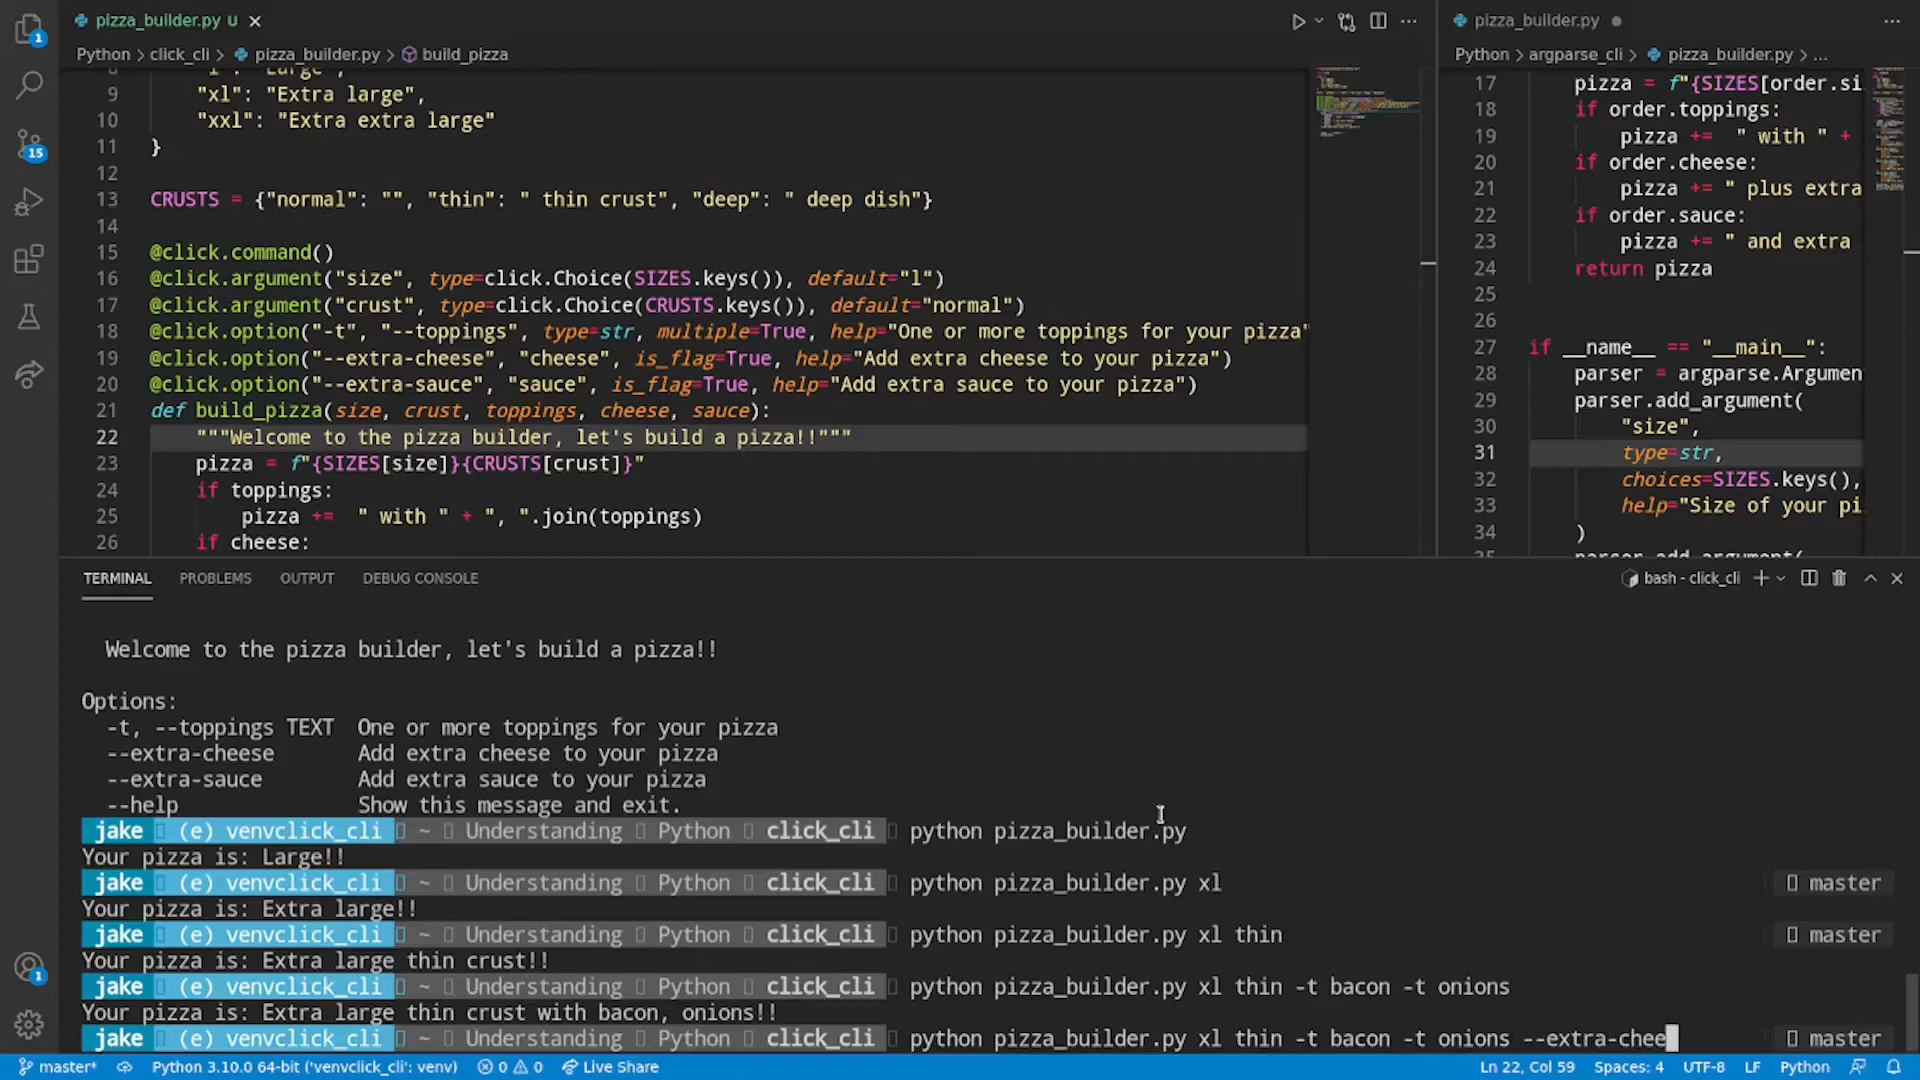 pizza_builder.py U
Python > click_cli > pizza_builder.py > build_pizza
9 "xl": "Extra large",
10 "xxl": "Extra extra large"
11 }
12
13 CRUSTS = {"normal": "", "thin": " thin crust", "deep": " deep dish"}
14
15 @click.command()
16 @click.argument("size", type=click.Choice(SIZES.keys()), default="l")
17 @click.argument("crust", type=click.Choice(CRUSTS.keys()), default="normal")
18 @click.option("-t", "--toppings", type=str, multiple=True, help="One or more toppings for your pizza"
19 @click.option("--extra-cheese", "cheese", is_flag=True, help="Add extra cheese to your pizza")
20 @click.option("--extra-sauce", "sauce", is_flag=True, help="Add extra sauce to your pizza")
21 def build_pizza(size, crust, toppings, cheese, sauce):
22 """Welcome to the pizza builder, let's build a pizza!!"""
23 pizza = f"{SIZES[size]}{CRUSTS[crust]}"
24 if toppings:
25 pizza += " with " + ", ".join(toppings)
26 if cheese:
pizza_builder.py
Python > argparse_cli > pizza_builder.py > ...
17 pizza = f"{SIZES[order.si
18 if order.toppings:
19 pizza += " with " +
20 if order.cheese:
21 pizza += " plus extra
22 if order.sauce:
23 pizza += " and extra
24 return pizza
25
26
27 if __name__ == "__main__":
28 parser = argparse.Argumen
29 parser.add_argument(
30 "size",
31 type=str,
32 choices=SIZES.keys(),
33 help="Size of your pi
34 )
TERMINAL PROBLEMS OUTPUT DEBUG CONSOLE
bash - click_cli
Welcome to the pizza builder, let's build a pizza!!
Options:
-t, --toppings TEXT One or more toppings for your pizza
--extra-cheese Add extra cheese to your pizza
--extra-sauce Add extra sauce to your pizza
--help Show this message and exit.
jake (e) venvclick_cli ~ Understanding Python click_cli python pizza_builder.py
Your pizza is: Large!!
jake (e) venvclick_cli ~ Understanding Python click_cli python pizza_builder.py xl master
Your pizza is: Extra large!!
jake (e) venvclick_cli ~ Understanding Python click_cli python pizza_builder.py xl thin master
Your pizza is: Extra large thin crust!!
jake (e) venvclick_cli ~ Understanding Python click_cli python pizza_builder.py xl thin -t bacon -t onions
Your pizza is: Extra large thin crust with bacon, onions!!
jake (e) venvclick_cli ~ Understanding Python click_cli python pizza_builder.py xl thin -t bacon -t onions --extra-chee master
master* Python 3.10.0 64-bit ('venvclick_cli': venv) 0 0 Live Share Ln 22, Col 59 Spaces: 4 UTF-8 LF Python
1
15
1